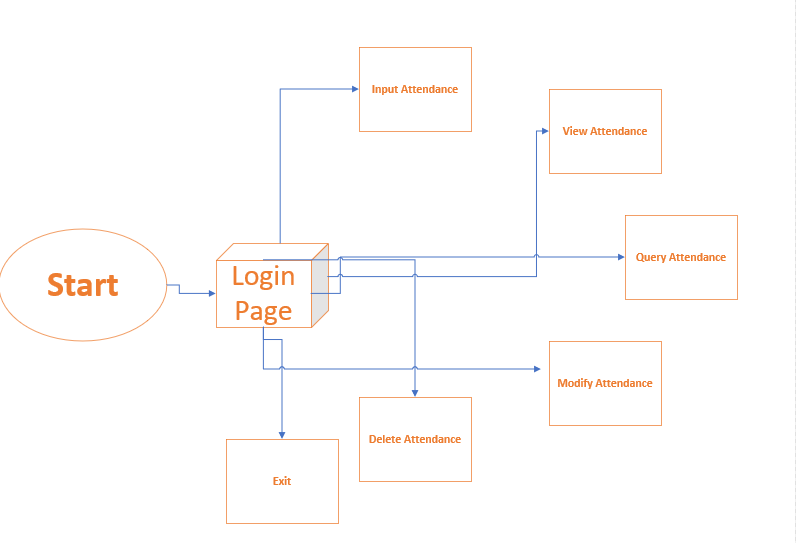 Input Attendance
View Attendance
Query Attendance
Start
Login
Page
Modify Attendance
Delete Attendance
Exit